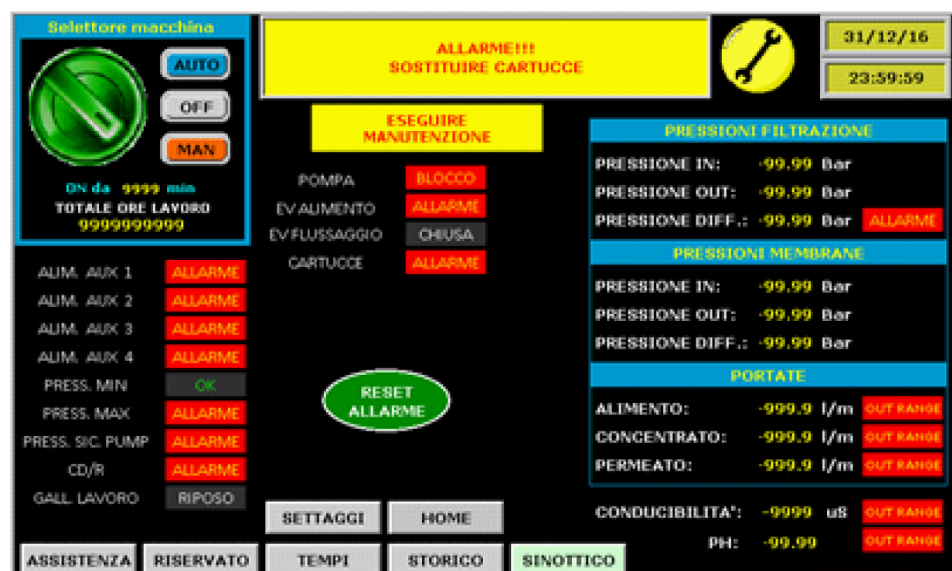 Selettore macchina
AUTO
OFF
MAN
ON da 9999 min
TOTALE ORE LAVORO
9999999999
ALLARME!!!
SOSTITUIRE CARTUCCE
31/12/16
23:59:59
ESEGUIRE
MANUTENZIONE
POMPA BLOCCO
EV ALIMENTO ALLARME
EV FLUSSAGGIO CHIUSA
CARTUCCE ALLARME
ALIM. AUX 1 ALLARME
ALIM. AUX 2 ALLARME
ALIM. AUX 3 ALLARME
ALIM. AUX 4 ALLARME
PRESS. MIN OK
PRESS. MAX ALLARME
PRESS. SIC. PUMP ALLARME
CD/R ALLARME
GALL. LAVORO RIPOSO
RESET
ALLARME
PRESSIONI FILTRAZIONE
PRESSIONE IN: -99.99 Bar
PRESSIONE OUT: -99.99 Bar
PRESSIONE DIFF.: -99.99 Bar ALLARME
PRESSIONI MEMBRANE
PRESSIONE IN: -99.99 Bar
PRESSIONE OUT: -99.99 Bar
PRESSIONE DIFF.: -99.99 Bar
PORTATE
ALIMENTO: -999.9 l/m OUT RANGE
CONCENTRATO: -999.9 l/m OUT RANGE
PERMEATO: -999.9 l/m OUT RANGE
CONDUCIBILITA': -9999 uS OUT RANGE
PH: -99.99 OUT RANGE
SETTAGGI HOME
ASSISTENZA RISERVATO TEMPI STORICO SINOTTICO